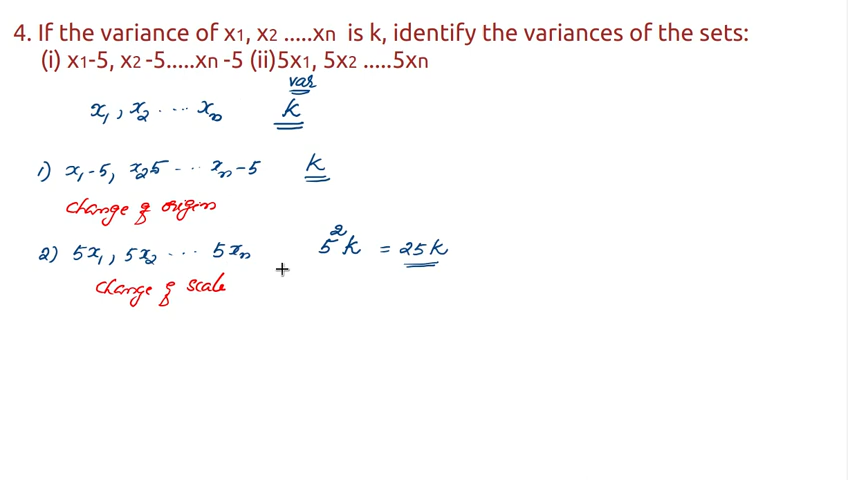 4. If the variance of x1, x2 .....xn is k, identify the variances of the sets:
(i) x1-5, x2 -5.....xn -5 (ii)5x1, 5x2 .....5xn
var
x1, x2 ... xn k
1) x1-5, x25 ... xn-5 k
change of origin
2) 5x1, 5x2 ... 5xn 5²k = 25k
change of scale